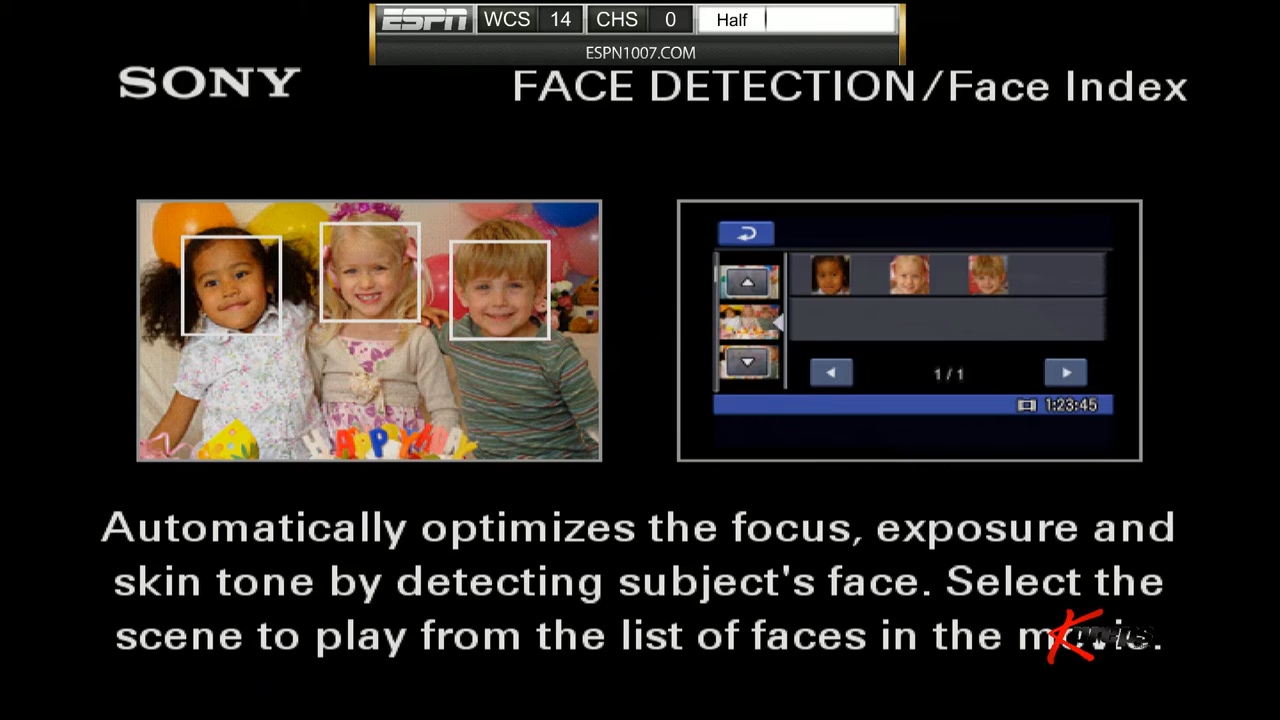 ESPN WCS 14 CHS 0 Half
ESPN1007.COM
SONY FACE DETECTION/Face Index
HAPPY
1/1
1:23:45
Automatically optimizes the focus, exposure and
skin tone by detecting subject's face. Select the
scene to play from the list of faces in the movie.